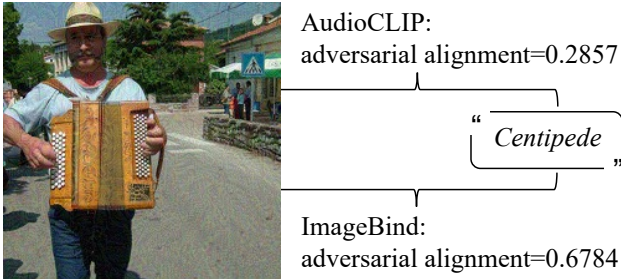 AudioCLIP:
adversarial alignment=0.2857
“ Centipede ”
ImageBind:
adversarial alignment=0.6784